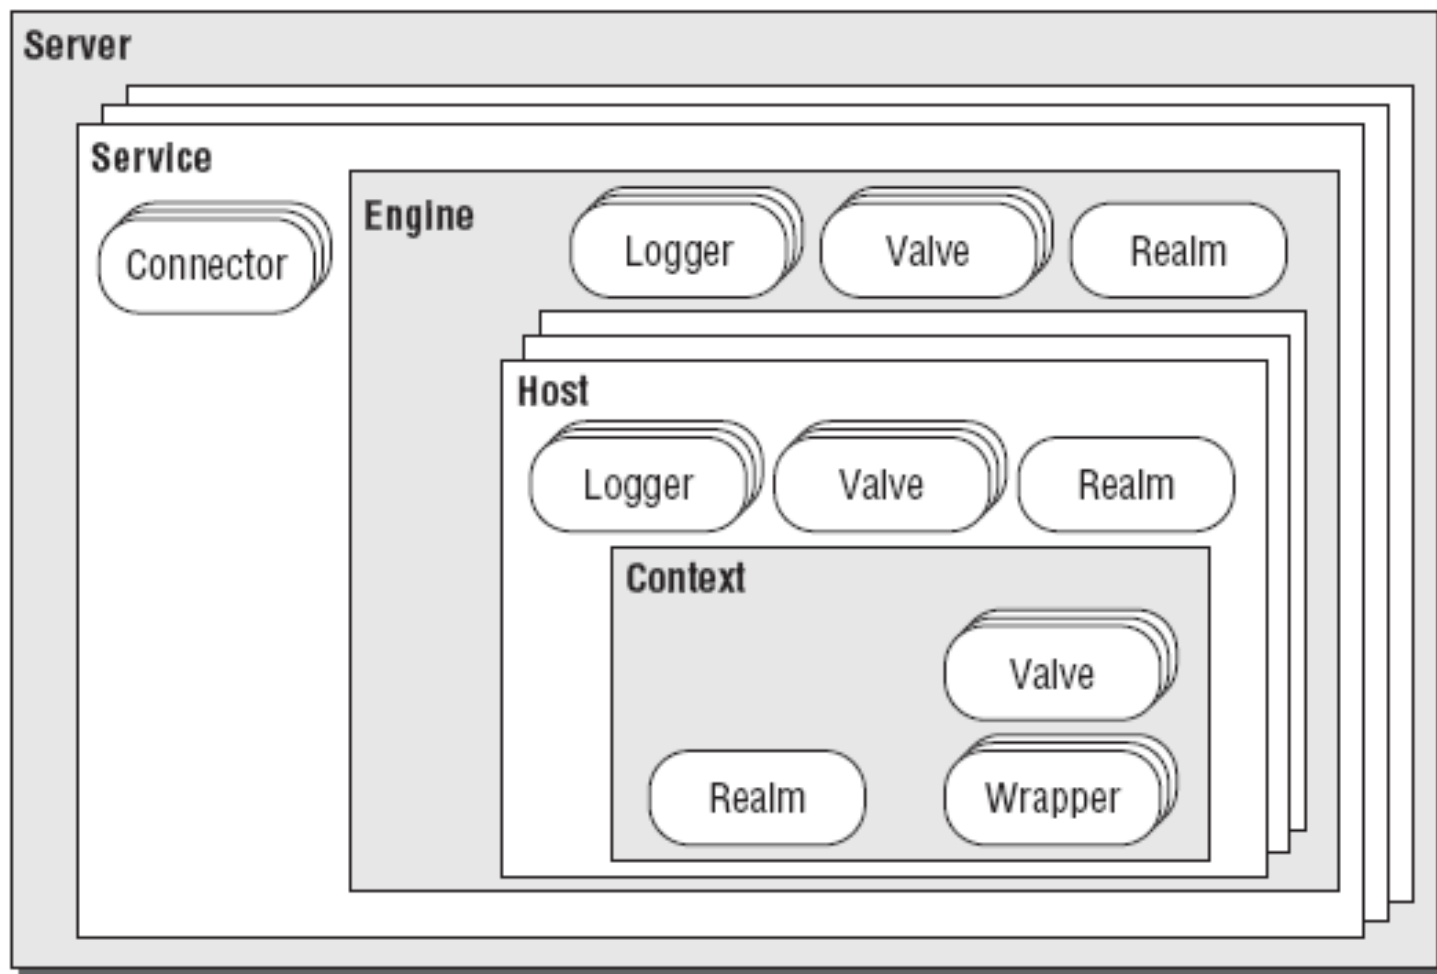 Server
Service
Connector
Engine
Logger
Valve
Realm
Host
Logger
Valve
Realm
Context
Valve
Realm
Wrapper